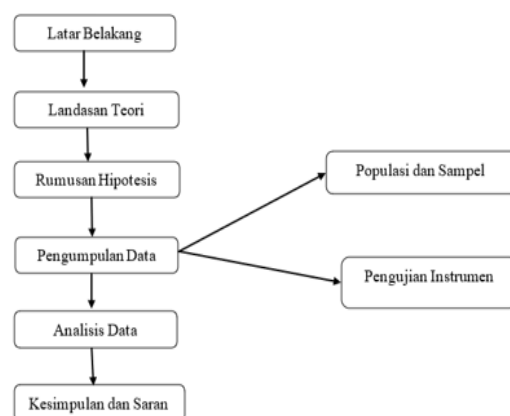 Latar Belakang
Landasan Teori
Rumusan Hipotesis
Pengumpulan Data
Populasi dan Sampel
Pengujian Instrumen
Analisis Data
Kesimpulan dan Saran